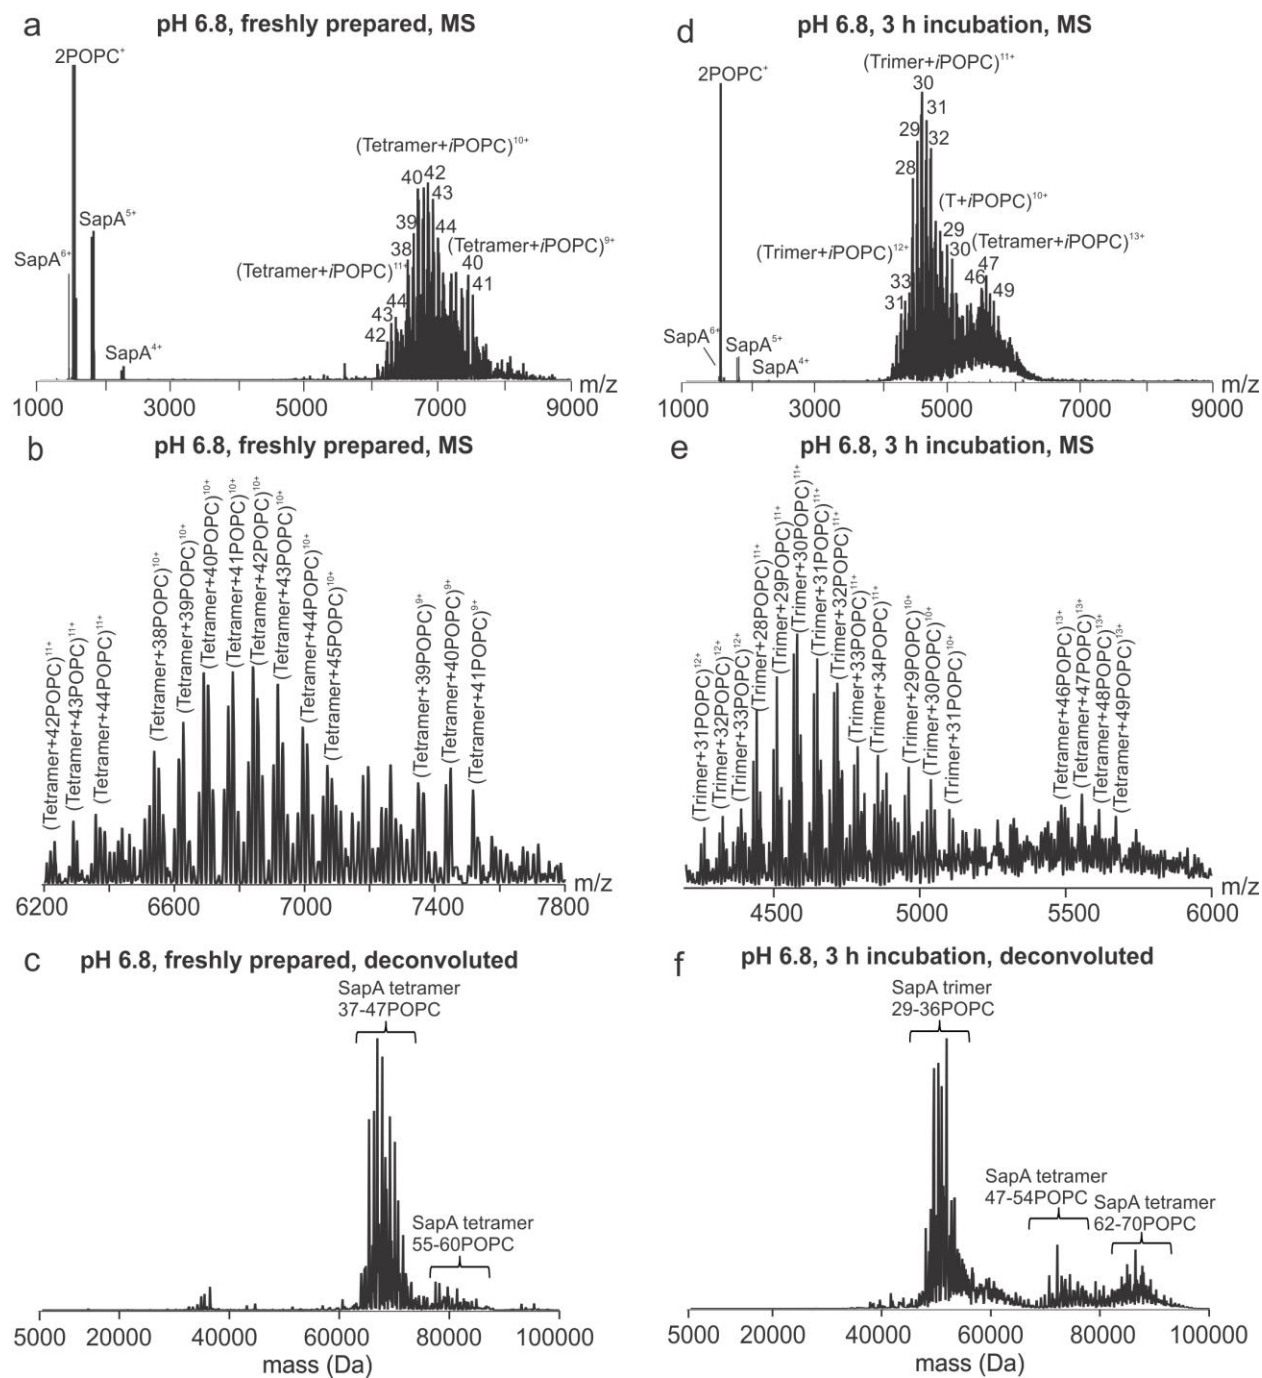 a
pH 6.8, freshly prepared, MS
2POPC⁺
(Tetramer+iPOPC)¹⁰⁺
SapA⁶⁺
SapA⁵⁺
SapA⁴⁺
(Tetramer+iPOPC)¹¹⁺
(Tetramer+iPOPC)⁹⁺
42
43
44
38
39
40
42
43
44
40
41
1000 3000 5000 7000 9000 m/z
d
pH 6.8, 3 h incubation, MS
2POPC⁺
(Trimer+iPOPC)¹¹⁺
30
31
29
32
28
(T+iPOPC)¹⁰⁺
29
30
(Trimer+iPOPC)¹²⁺
33
31
(Tetramer+iPOPC)¹³⁺
47
46
49
SapA⁶⁺
SapA⁵⁺
SapA⁴⁺
1000 3000 5000 7000 9000 m/z
b
pH 6.8, freshly prepared, MS
(Tetramer+42POPC)¹¹⁺
(Tetramer+43POPC)¹¹⁺
(Tetramer+44POPC)¹¹⁺
(Tetramer+38POPC)¹⁰⁺
(Tetramer+39POPC)¹⁰⁺
(Tetramer+40POPC)¹⁰⁺
(Tetramer+41POPC)¹⁰⁺
(Tetramer+42POPC)¹⁰⁺
(Tetramer+43POPC)¹⁰⁺
(Tetramer+44POPC)¹⁰⁺
(Tetramer+45POPC)¹⁰⁺
(Tetramer+39POPC)⁹⁺
(Tetramer+40POPC)⁹⁺
(Tetramer+41POPC)⁹⁺
6200 6600 7000 7400 7800 m/z
e
pH 6.8, 3 h incubation, MS
(Trimer+31POPC)¹²⁺
(Trimer+32POPC)¹²⁺
(Trimer+33POPC)¹²⁺
(Trimer+28POPC)¹¹⁺
(Trimer+29POPC)¹¹⁺
(Trimer+30POPC)¹¹⁺
(Trimer+31POPC)¹¹⁺
(Trimer+32POPC)¹¹⁺
(Trimer+33POPC)¹¹⁺
(Trimer+34POPC)¹¹⁺
(Trimer+29POPC)¹⁰⁺
(Trimer+30POPC)¹⁰⁺
(Trimer+31POPC)¹⁰⁺
(Tetramer+46POPC)¹³⁺
(Tetramer+47POPC)¹³⁺
(Tetramer+48POPC)¹³⁺
(Tetramer+49POPC)¹³⁺
4500 5000 5500 6000 m/z
c
pH 6.8, freshly prepared, deconvoluted
SapA tetramer
37-47POPC
SapA tetramer
55-60POPC
5000 20000 40000 60000 80000 100000
mass (Da)
f
pH 6.8, 3 h incubation, deconvoluted
SapA trimer
29-36POPC
SapA tetramer
47-54POPC
SapA tetramer
62-70POPC
5000 20000 40000 60000 80000 100000
mass (Da)